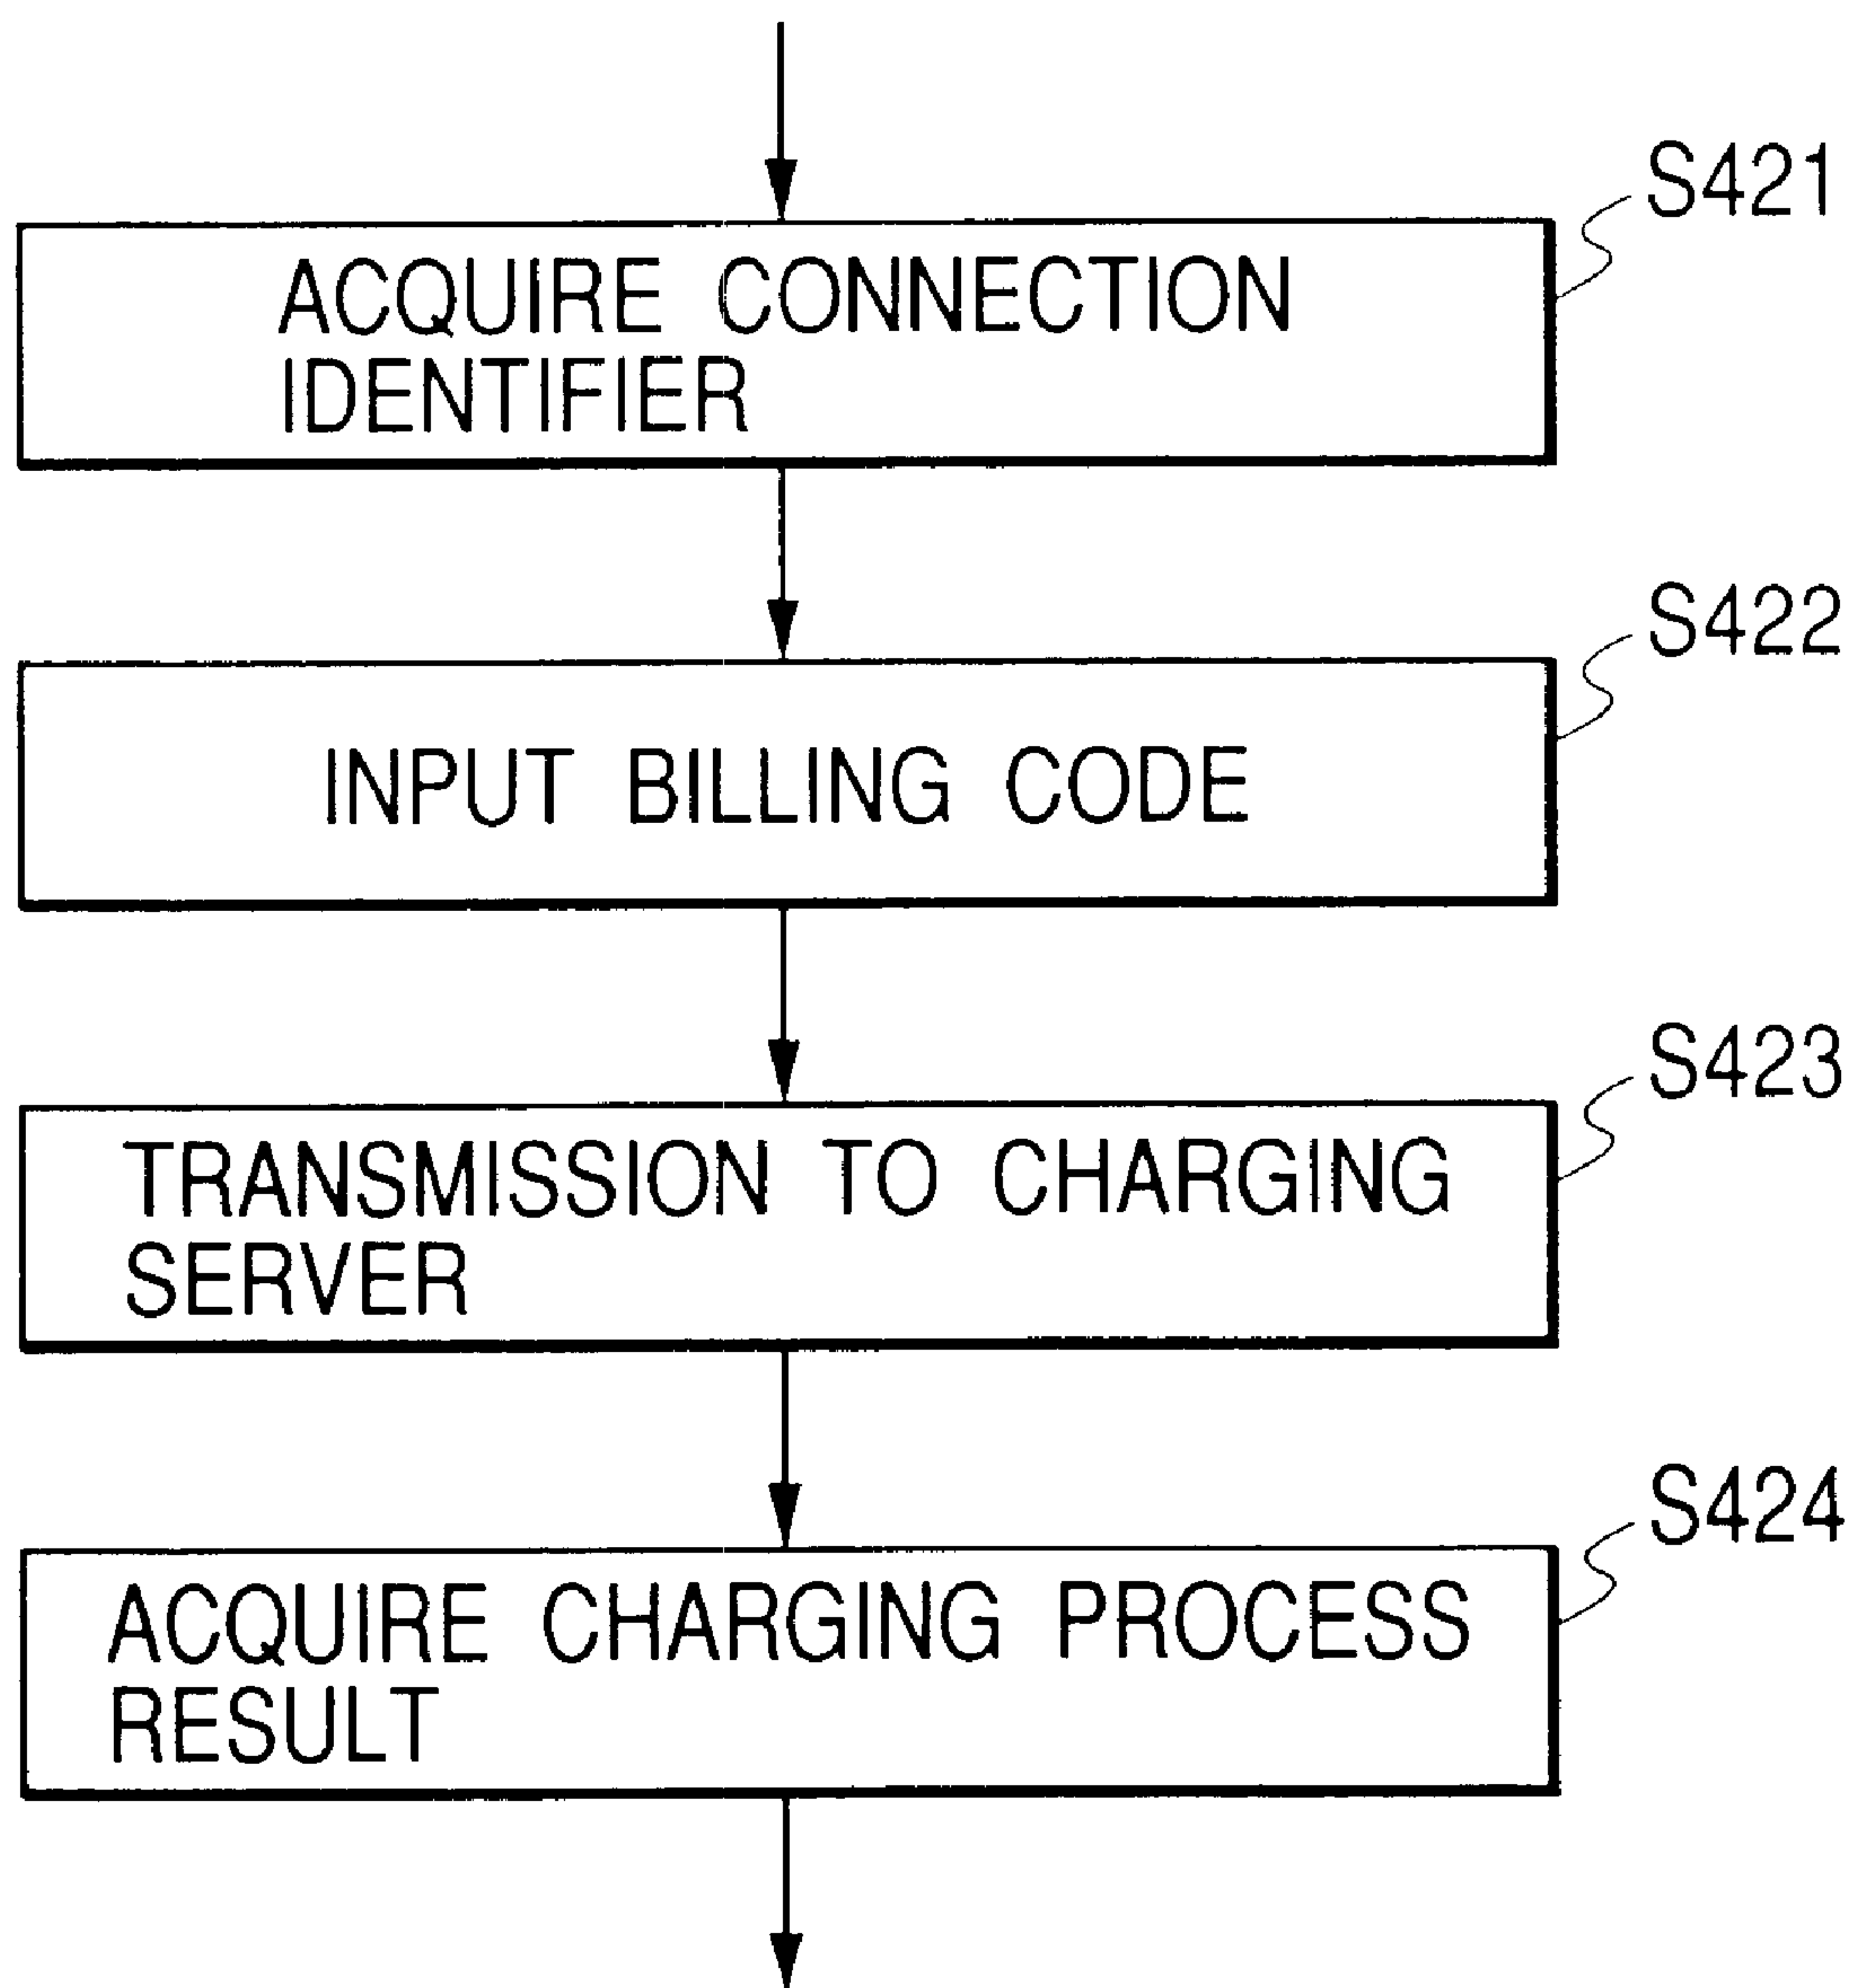 S421
ACQUIRE CONNECTION
IDENTIFIER
S422
INPUT BILLING CODE
S423
TRANSMISSION TO CHARGING
SERVER
S424
ACQUIRE CHARGING PROCESS
RESULT